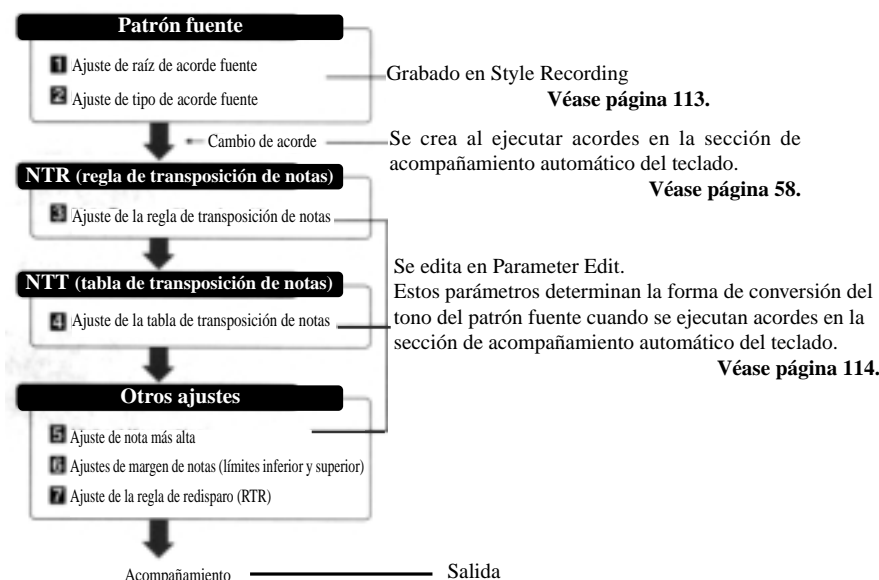 Patrón fuente
1 Ajuste de raíz de acorde fuente
2 Ajuste de tipo de acorde fuente
Grabado en Style Recording
Véase página 113.
Cambio de acorde
Se crea al ejecutar acordes en la sección de
acompañamiento automático del teclado.
Véase página 58.
NTR (regla de transposición de notas)
3 Ajuste de la regla de transposición de notas
NTT (tabla de transposición de notas)
4 Ajuste de la tabla de transposición de notas
Se edita en Parameter Edit.
Estos parámetros determinan la forma de conversión del
tono del patrón fuente cuando se ejecutan acordes en la
sección de acompañamiento automático del teclado.
Véase página 114.
Otros ajustes
5 Ajuste de nota más alta
6 Ajustes de margen de notas (límites inferior y superior)
7 Ajuste de la regla de redisparo (RTR)
Acompañamiento
Salida